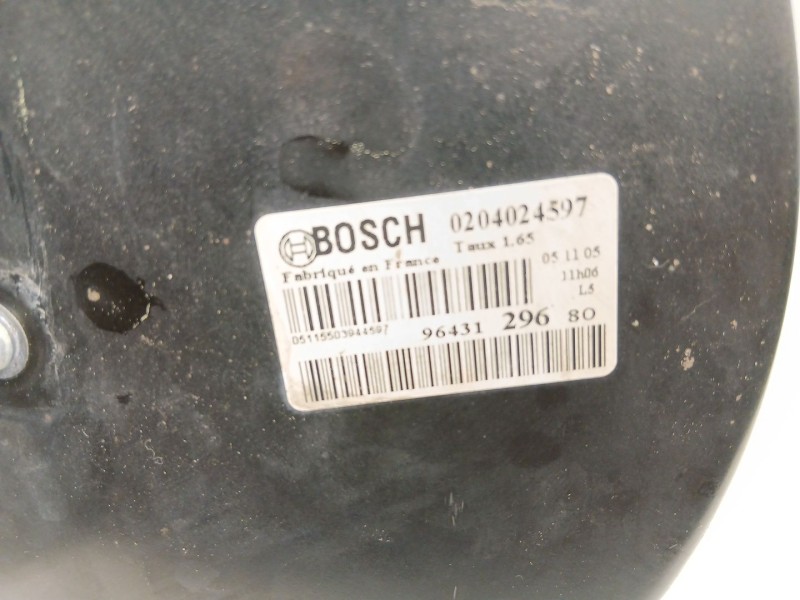 BOSCH 0204024597
Taux 1.65
Fabriqué en France
05 11 05
11h06
L5
05115503944597
96431 296 80